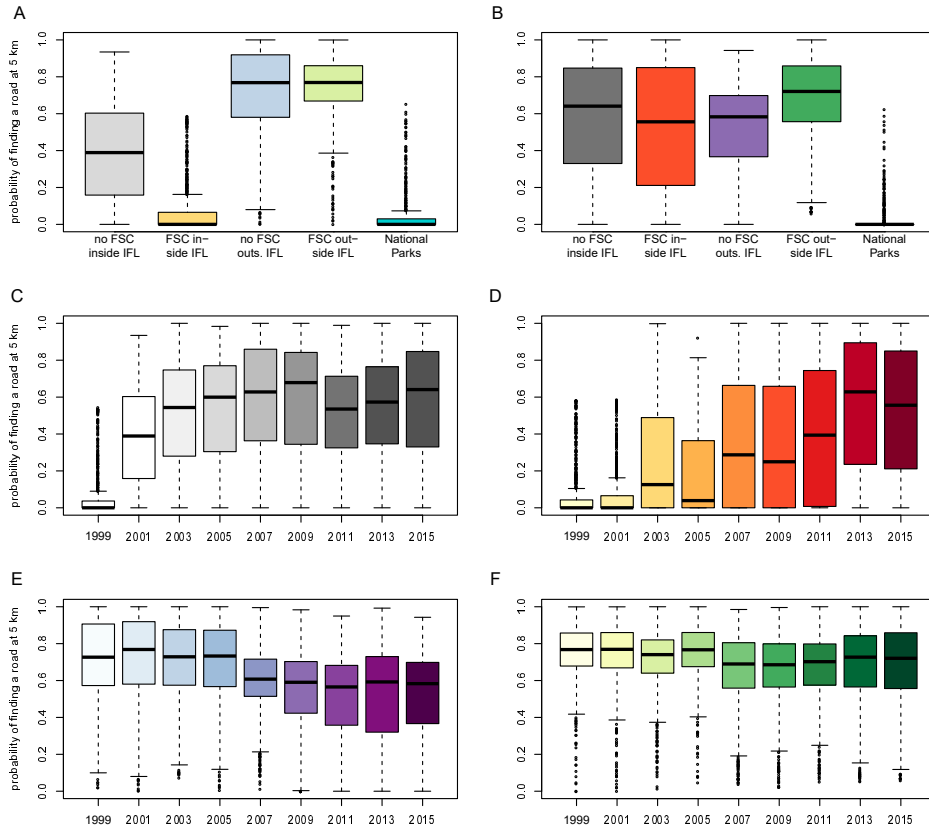 A
probability of finding a road at 5 km
1.0
0.8
0.6
0.4
0.2
0.0
no FSC FSC in– no FSC FSC out– National
inside IFL side IFL outs. IFL side IFL Parks
B
1.0
0.8
0.6
0.4
0.2
0.0
no FSC FSC in– no FSC FSC out– National
inside IFL side IFL outs. IFL side IFL Parks
C
probability of finding a road at 5 km
1.0
0.8
0.6
0.4
0.2
0.0
1999 2001 2003 2005 2007 2009 2011 2013 2015
D
1.0
0.8
0.6
0.4
0.2
0.0
1999 2001 2003 2005 2007 2009 2011 2013 2015
E
probability of finding a road at 5 km
1.0
0.8
0.6
0.4
0.2
0.0
1999 2001 2003 2005 2007 2009 2011 2013 2015
F
1.0
0.8
0.6
0.4
0.2
0.0
1999 2001 2003 2005 2007 2009 2011 2013 2015